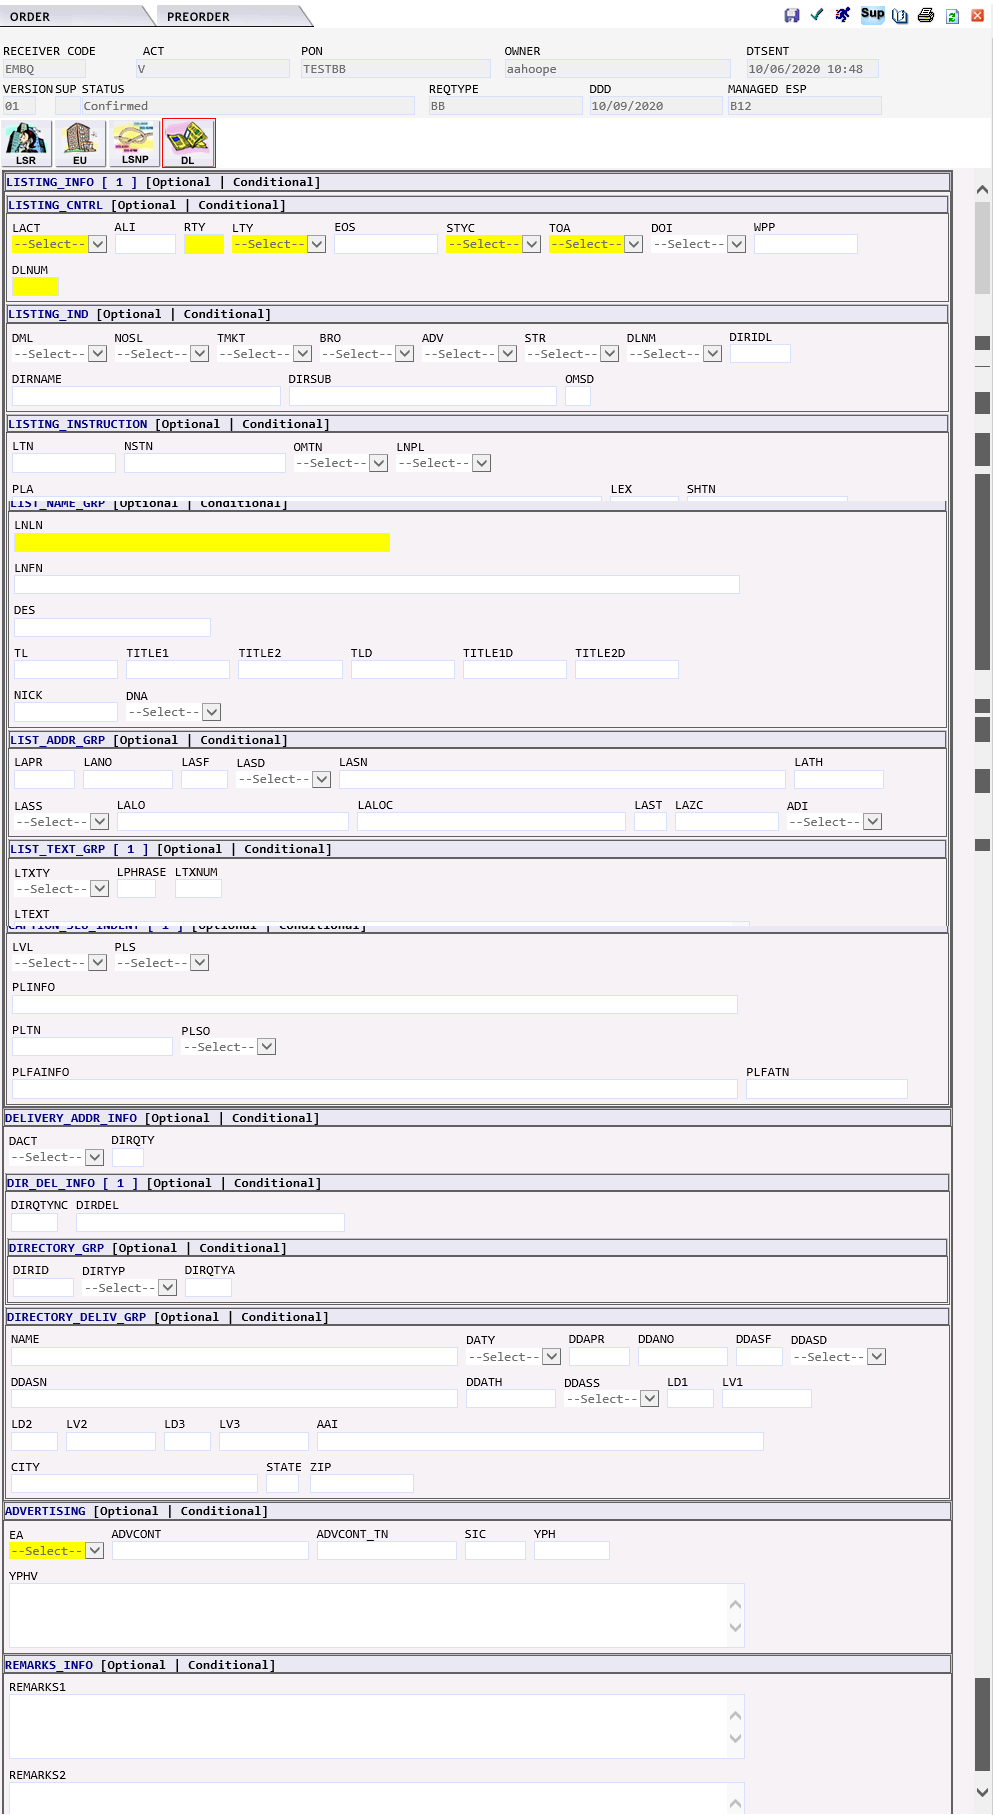 ORDER PREORDER Sup
RECEIVER CODE ACT PON OWNER DTSENT
EMBQ V TESTBB aahoope 10/06/2020 10:48
VERSION SUP STATUS REQTYPE DDD MANAGED ESP
01 Confirmed BB 10/09/2020 B12
LSR EU LSNP DL
LISTING_INFO [ 1 ] [Optional | Conditional]
LISTING_CNTRL [Optional | Conditional]
LACT ALI RTY LTY EOS STYC TOA DOI WPP
--Select-- --Select-- --Select-- --Select-- --Select--
DLNUM
LISTING_IND [Optional | Conditional]
DML NOSL TMKT BRO ADV STR DLNM DIRIDL
--Select-- --Select-- --Select-- --Select-- --Select-- --Select-- --Select--
DIRNAME DIRSUB OMSD
LISTING_INSTRUCTION [Optional | Conditional]
LTN NSTN OMTN LNPL
--Select-- --Select--
PLA LEX SHTN
LIST_NAME_GRP [Optional | Conditional]
LNLN
LNFN
DES
TL TITLE1 TITLE2 TLD TITLE1D TITLE2D
NICK DNA
--Select--
LIST_ADDR_GRP [Optional | Conditional]
LAPR LANO LASF LASD LASN LATH
--Select--
LASS LALO LALOC LAST LAZC ADI
--Select-- --Select--
LIST_TEXT_GRP [ 1 ] [Optional | Conditional]
LTXTY LPHRASE LTXNUM
--Select--
LTEXT
CAPTION_SEQ_INDENT [ 1 ] [Optional | Conditional]
LVL PLS
--Select-- --Select--
PLINFO
PLTN PLSO
--Select--
PLFAINFO PLFATN
DELIVERY_ADDR_INFO [Optional | Conditional]
DACT DIRQTY
--Select--
DIR_DEL_INFO [ 1 ] [Optional | Conditional]
DIRQTYNC DIRDEL
DIRECTORY_GRP [Optional | Conditional]
DIRID DIRTYP DIRQTYA
--Select--
DIRECTORY_DELIV_GRP [Optional | Conditional]
NAME DATY DDAPR DDANO DDASF DDASD
--Select-- --Select--
DDASN DDATH DDASS LD1 LV1
--Select--
LD2 LV2 LD3 LV3 AAI
CITY STATE ZIP
ADVERTISING [Optional | Conditional]
EA ADVCONT ADVCONT_TN SIC YPH
--Select--
YPHV
REMARKS_INFO [Optional | Conditional]
REMARKS1
REMARKS2